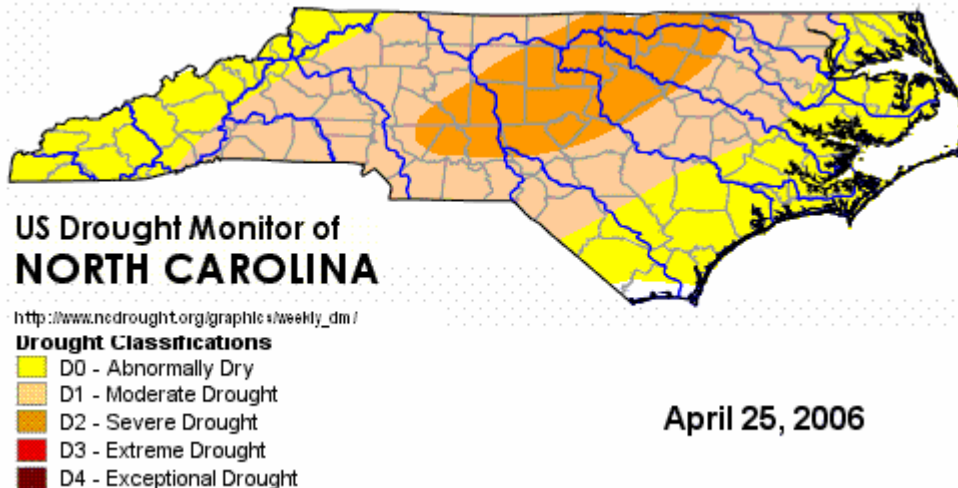 US Drought Monitor of
NORTH CAROLINA
http://www.ncdrought.org/graphics/weekly_dm/
Drought Classifications
D0 - Abnormally Dry
D1 - Moderate Drought
D2 - Severe Drought
D3 - Extreme Drought
D4 - Exceptional Drought
April 25, 2006